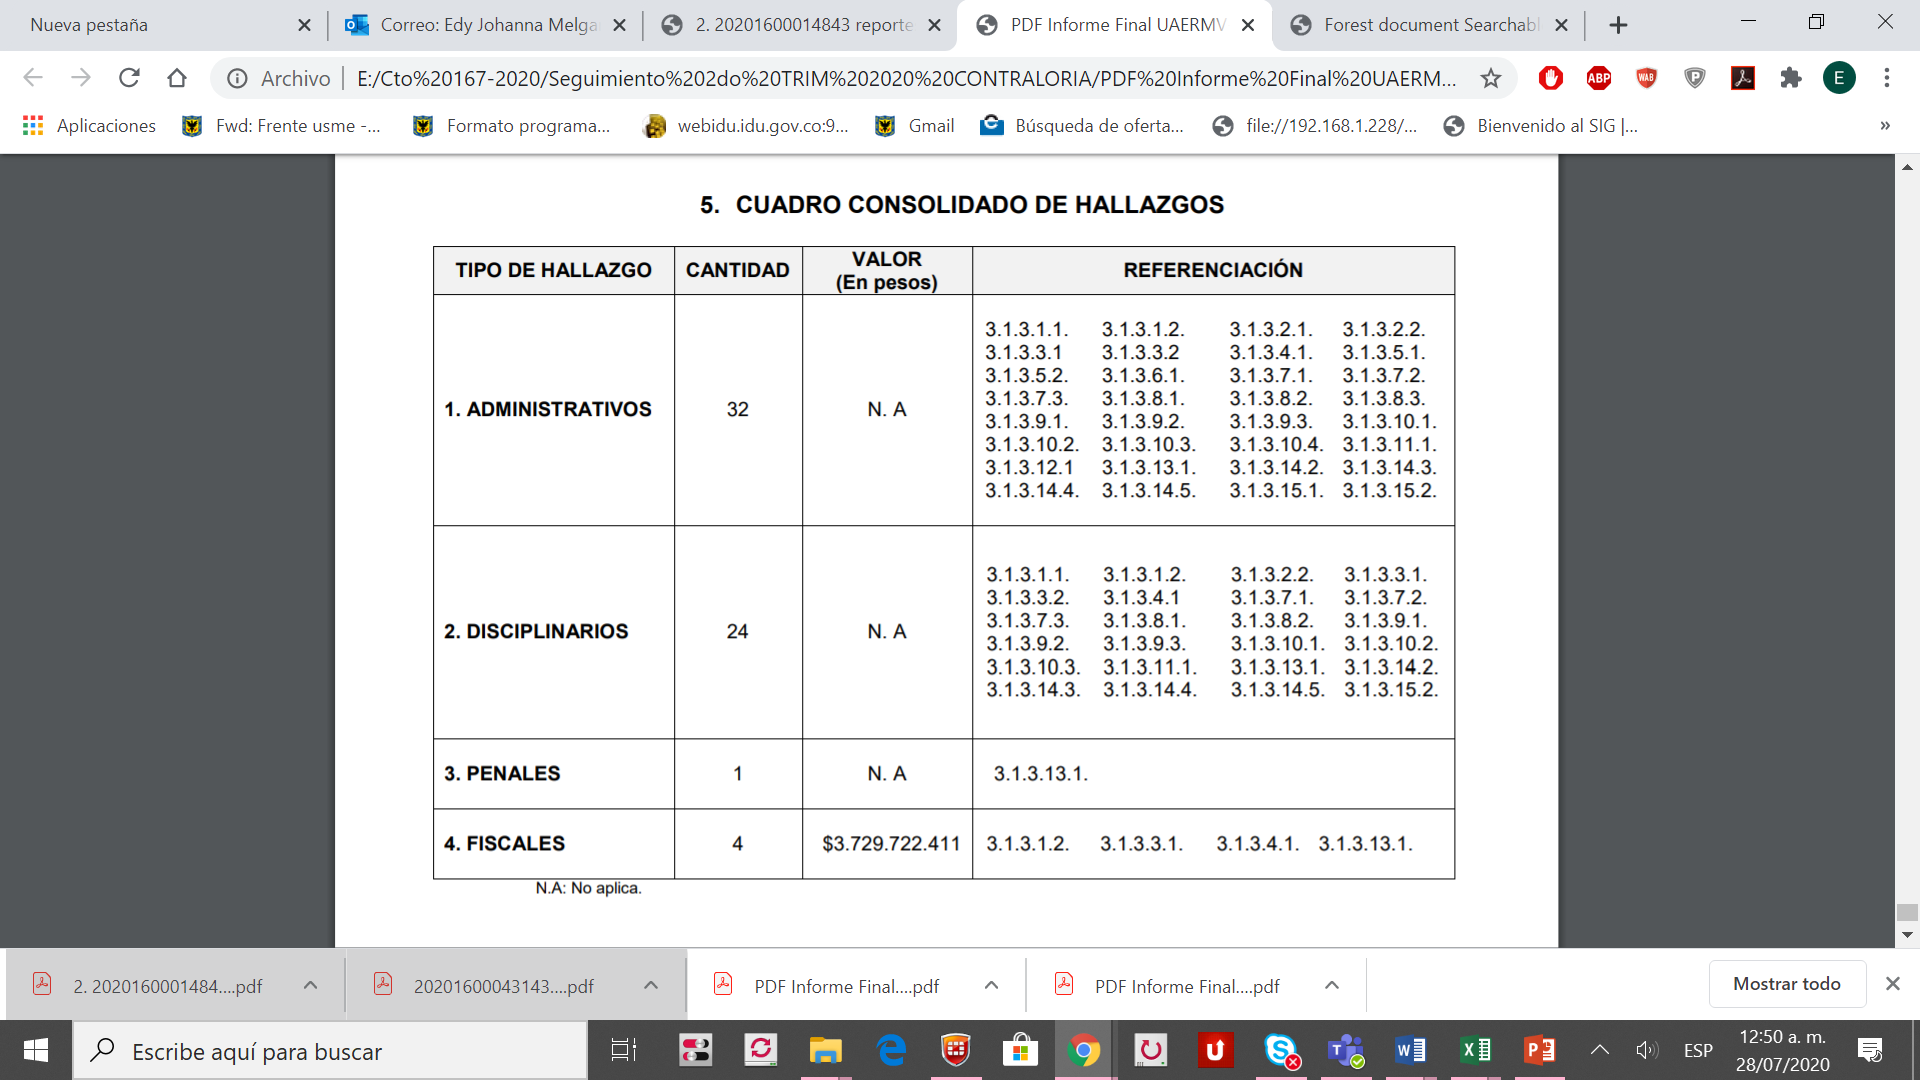 Nueva pestaña
Correo: Edy Johanna Melga
2. 20201600014843 reporte
PDF Informe Final UAERMV
Forest document Searchabl
Archivo
E:/Cto%20167-2020/Seguimiento%202do%20TRIM%202020%20CONTRALORIA/PDF%20Informe%20Final%20UAERM...
ABP
WAB
E
Aplicaciones
Fwd: Frente usme -...
Formato programa...
webidu.idu.gov.co:9...
Gmail
Búsqueda de oferta...
file://192.168.1.228/...
Bienvenido al SIG |...
»
5. CUADRO CONSOLIDADO DE HALLAZGOS
TIPO DE HALLAZGO CANTIDAD VALOR (En pesos) REFERENCIACIÓN
1. ADMINISTRATIVOS 32 N. A
3.1.3.1.1. 3.1.3.1.2. 3.1.3.2.1. 3.1.3.2.2.
3.1.3.3.1 3.1.3.3.2 3.1.3.4.1. 3.1.3.5.1.
3.1.3.5.2. 3.1.3.6.1. 3.1.3.7.1. 3.1.3.7.2.
3.1.3.7.3. 3.1.3.8.1. 3.1.3.8.2. 3.1.3.8.3.
3.1.3.9.1. 3.1.3.9.2. 3.1.3.9.3. 3.1.3.10.1.
3.1.3.10.2. 3.1.3.10.3. 3.1.3.10.4. 3.1.3.11.1.
3.1.3.12.1 3.1.3.13.1. 3.1.3.14.2. 3.1.3.14.3.
3.1.3.14.4. 3.1.3.14.5. 3.1.3.15.1. 3.1.3.15.2.
2. DISCIPLINARIOS 24 N. A
3.1.3.1.1. 3.1.3.1.2. 3.1.3.2.2. 3.1.3.3.1.
3.1.3.3.2. 3.1.3.4.1 3.1.3.7.1. 3.1.3.7.2.
3.1.3.7.3. 3.1.3.8.1. 3.1.3.8.2. 3.1.3.9.1.
3.1.3.9.2. 3.1.3.9.3. 3.1.3.10.1. 3.1.3.10.2.
3.1.3.10.3. 3.1.3.11.1. 3.1.3.13.1. 3.1.3.14.2.
3.1.3.14.3. 3.1.3.14.4. 3.1.3.14.5. 3.1.3.15.2.
3. PENALES 1 N. A 3.1.3.13.1.
4. FISCALES 4 $3.729.722.411 3.1.3.1.2. 3.1.3.3.1. 3.1.3.4.1. 3.1.3.13.1.
N.A: No aplica.
2. 2020160001484....pdf
20201600043143....pdf
PDF Informe Final....pdf
PDF Informe Final....pdf
Mostrar todo
Escribe aquí para buscar
ESP
12:50 a. m.
28/07/2020